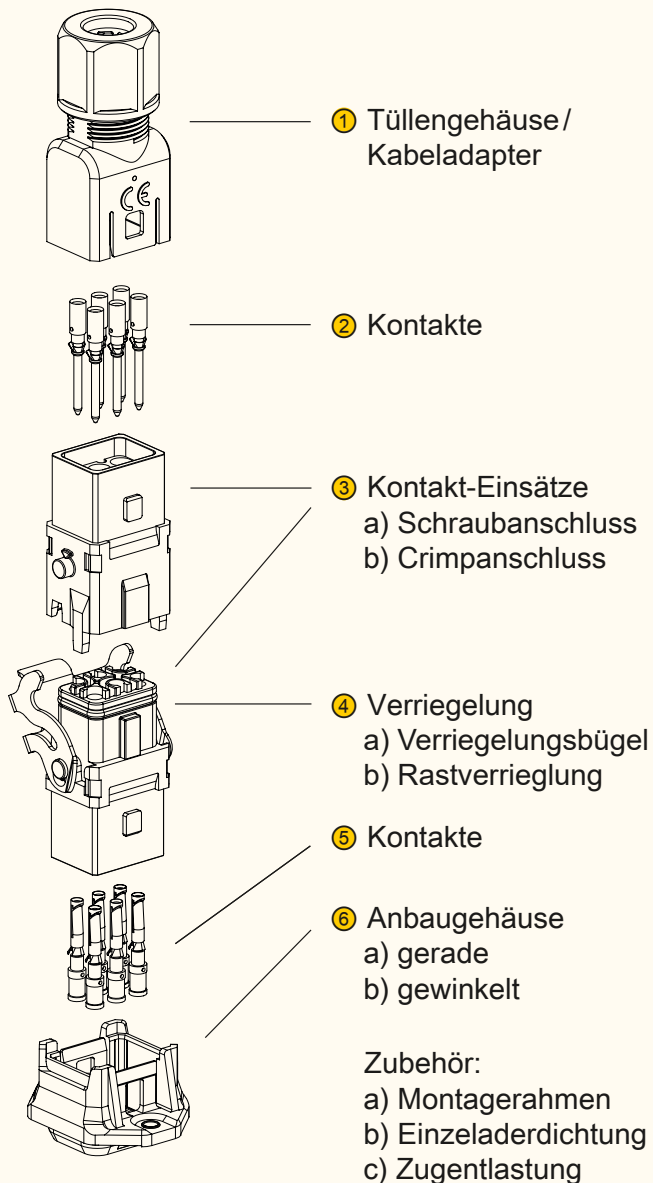 CE
① Tüllengehäuse/
Kabeladapter
② Kontakte
③ Kontakt-Einsätze
a) Schraubanschluss
b) Crimpanschluss
④ Verriegelung
a) Verriegelungsbügel
b) Rastverrieglung
⑤ Kontakte
⑥ Anbaugehäuse
a) gerade
b) gewinkelt
Zubehör:
a) Montagerahmen
b) Einzeladerdichtung
c) Zugentlastung